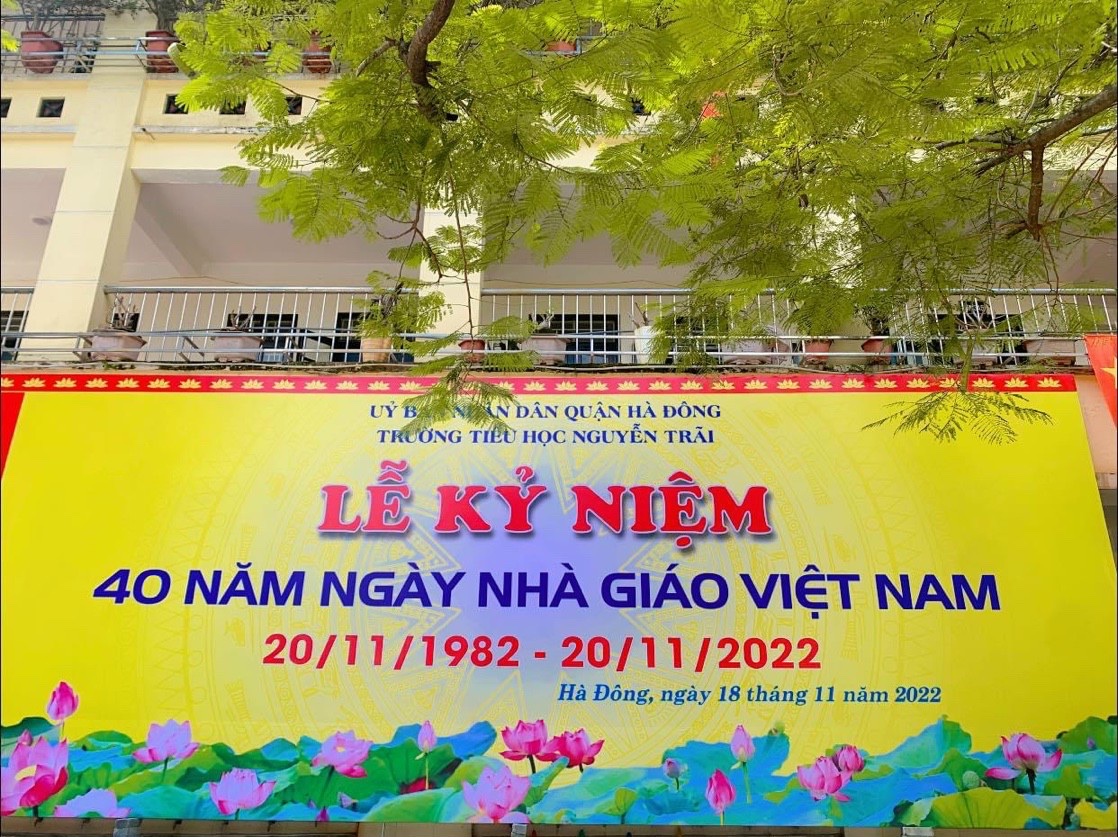 UỶ BAN NHÂN DÂN QUẬN HÀ ĐÔNG
TRƯỜNG TIỂU HỌC NGUYỄN TRÃI
LỄ KỶ NIỆM
40 NĂM NGÀY NHÀ GIÁO VIỆT NAM
20/11/1982 - 20/11/2022
Hà Đông, ngày 18 tháng 11 năm 2022